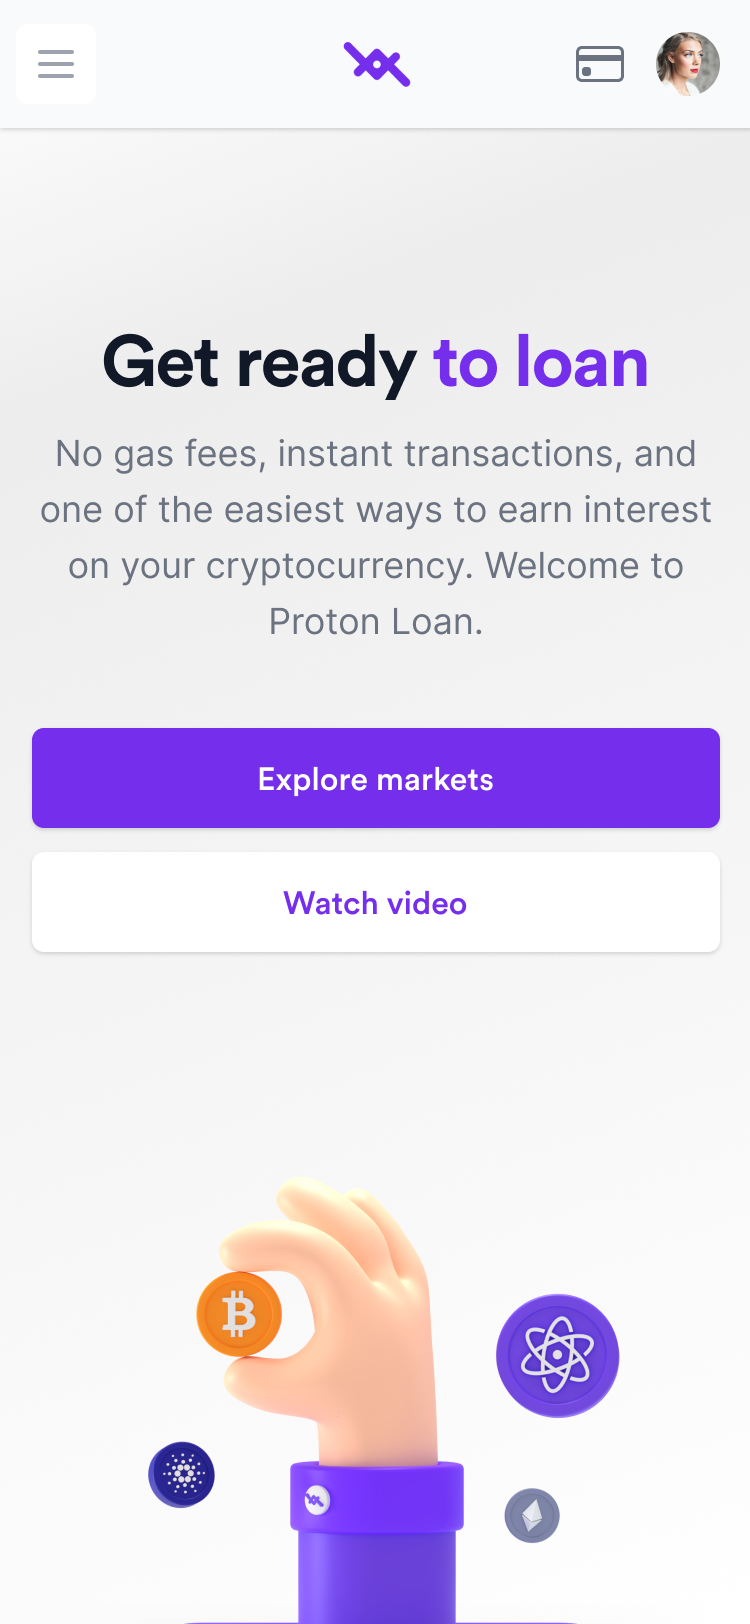 Get ready to loan
No gas fees, instant transactions, and
one of the easiest ways to earn interest
on your cryptocurrency. Welcome to
Proton Loan.
Explore markets
Watch video